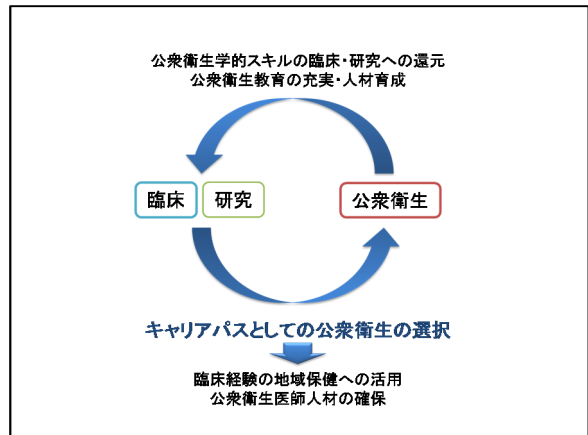 公衆衛生学的スキルの臨床・研究への還元
公衆衛生教育の充実・人材育成
臨床 研究 公衆衛生
キャリアパスとしての公衆衛生の選択
臨床経験の地域保健への活用
公衆衛生医師人材の確保